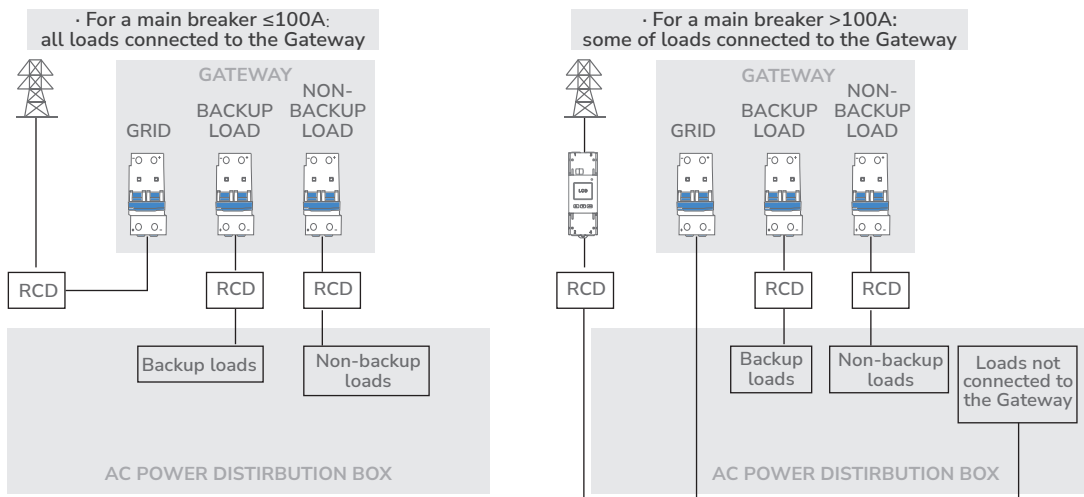 · For a main breaker ≤100A:
all loads connected to the Gateway
GATEWAY
GRID
BACKUP
LOAD
NON-
BACKUP
LOAD
RCD
RCD
RCD
Backup loads
Non-backup
loads
AC POWER DISTIRBUTION BOX
· For a main breaker >100A:
some of loads connected to the Gateway
GATEWAY
GRID
BACKUP
LOAD
NON-
BACKUP
LOAD
RCD
RCD
RCD
Backup
loads
Non-backup
loads
Loads not
connected to
the Gateway
AC POWER DISTIRBUTION BOX